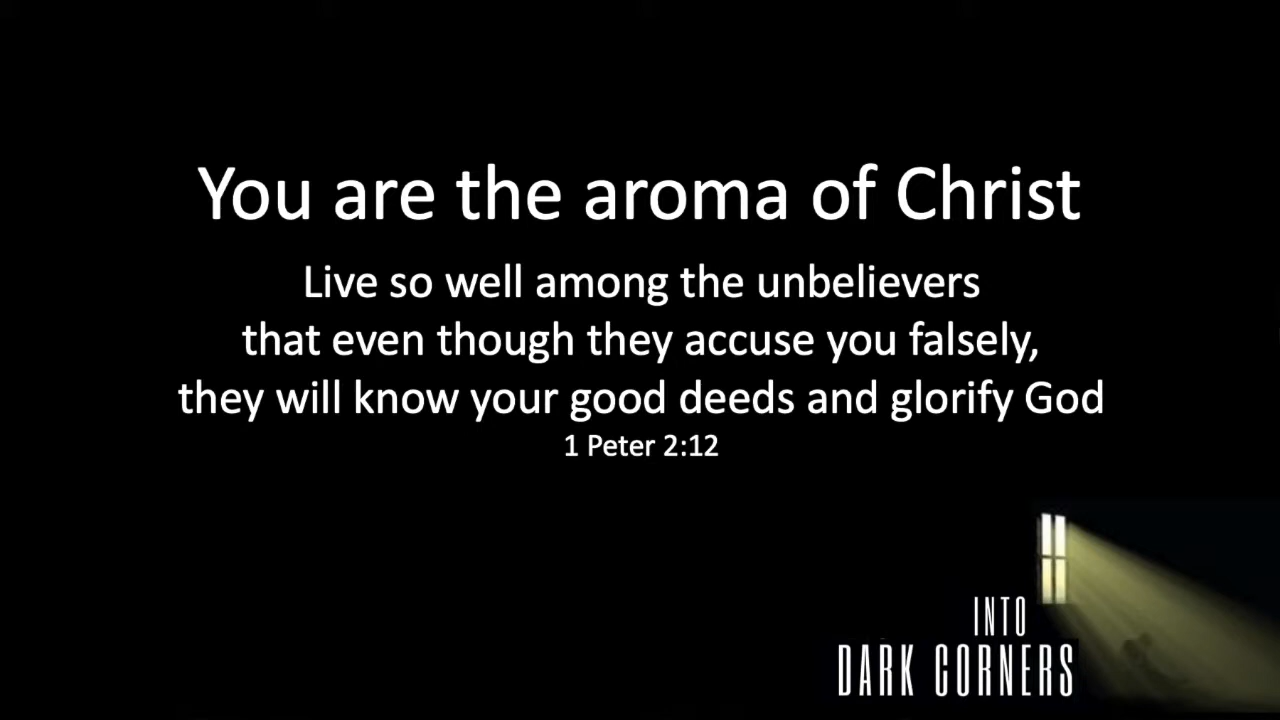 You are the aroma of Christ
Live so well among the unbelievers
that even though they accuse you falsely,
they will know your good deeds and glorify God
1 Peter 2:12
INTO
DARK CORNERS